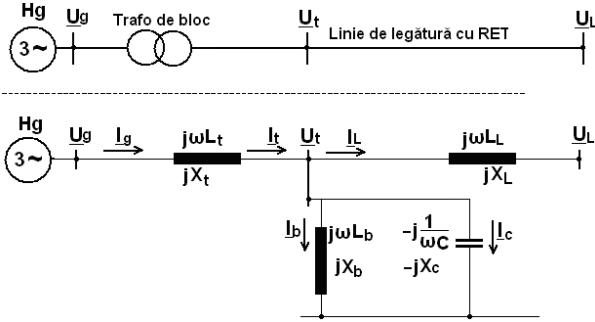 Hg
3~
Ug
Trafo de bloc
Ut
Linie de legătură cu RET
UL
Hg
3~
Ug
Ig
jωLt
jXt
It
Ut
IL
jωLL
jXL
UL
Ib
jωLb
jXb
-j 1/ωC
-jXc
Ic